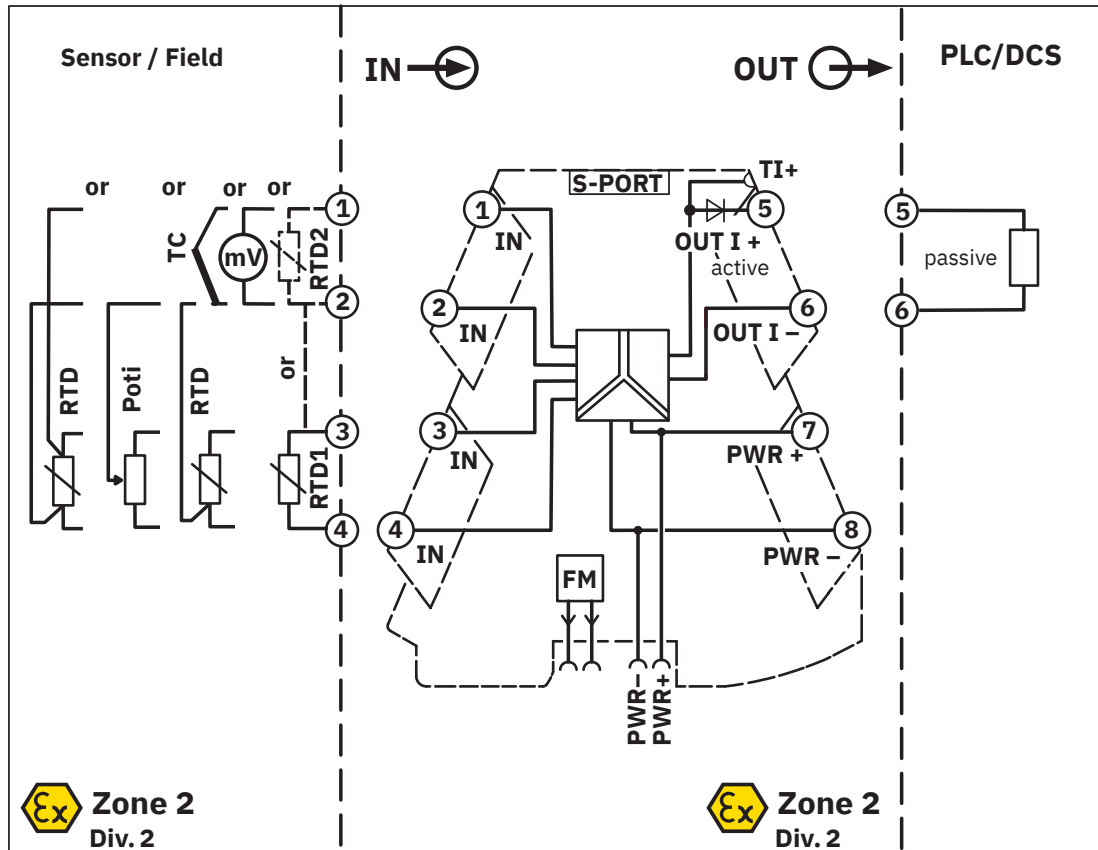 Sensor / Field
IN
OUT
PLC/DCS
or
or
or
or
TC
mV
RTD2
1
2
or
RTD
Poti
RTD
RTD1
3
4
S-PORT
TI+
1
IN
2
IN
3
IN
4
IN
5
OUT I +
active
6
OUT I –
7
PWR +
8
PWR –
FM
PWR–
PWR+
5
passive
6
Ex Zone 2
Div. 2
Ex Zone 2
Div. 2